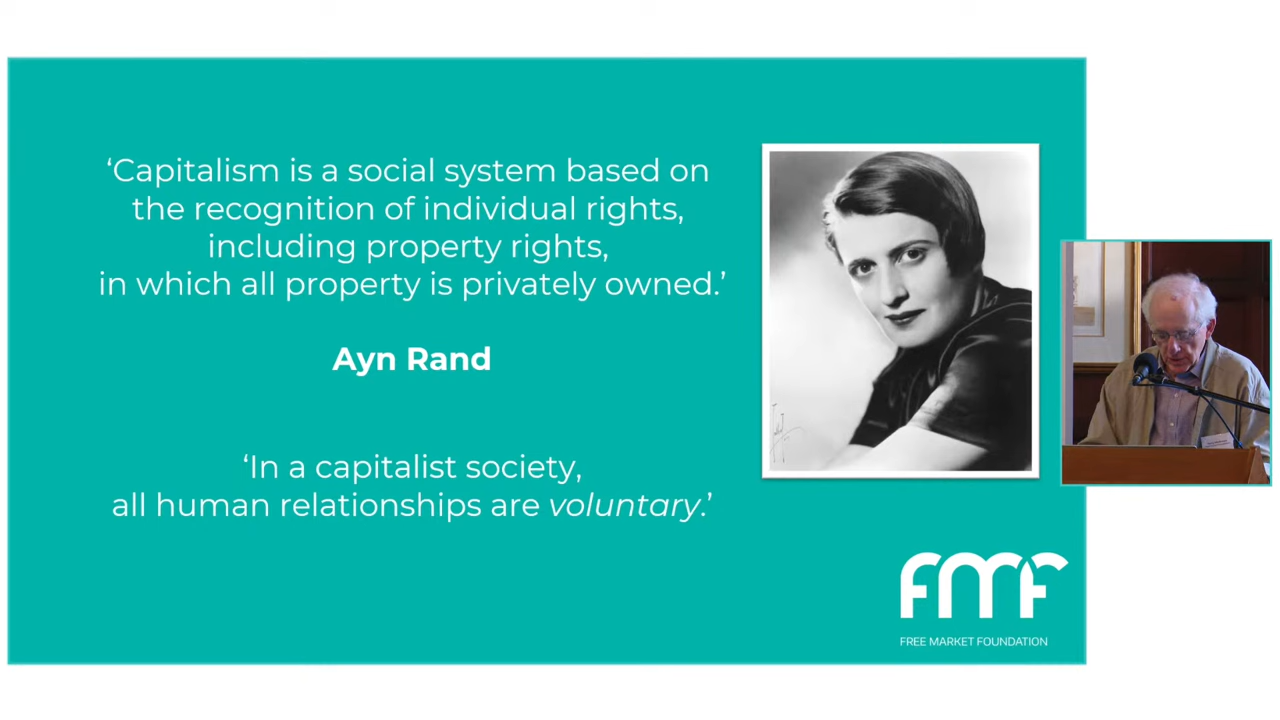 ‘Capitalism is a social system based on
the recognition of individual rights,
including property rights,
in which all property is privately owned.’
Ayn Rand
‘In a capitalist society,
all human relationships are voluntary.’
FMF
FREE MARKET FOUNDATION